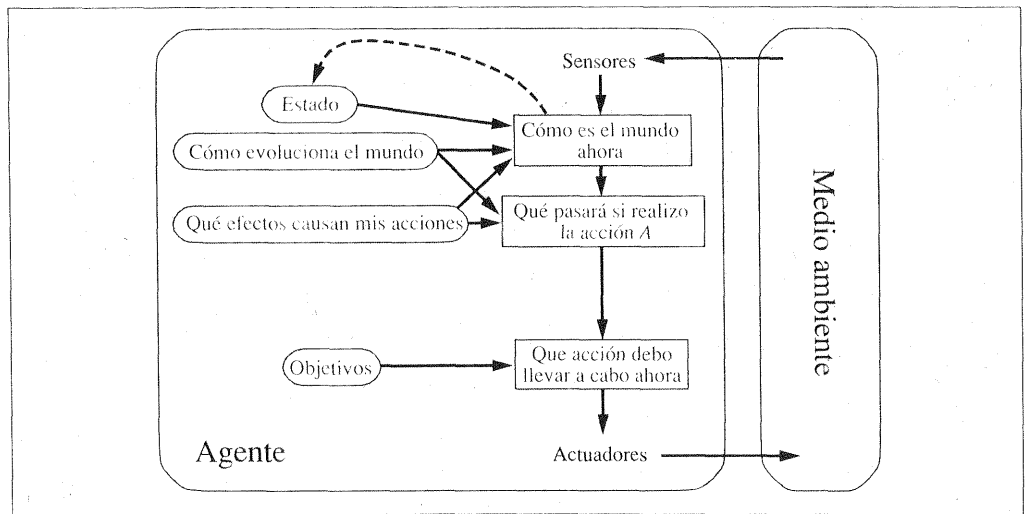 Sensores
Estado
Cómo es el mundo
ahora
Cómo evoluciona el mundo
Qué efectos causan mis acciones
Qué pasará si realizo
la acción A
Objetivos
Que acción debo
llevar a cabo ahora
Agente
Actuadores
Medio ambiente